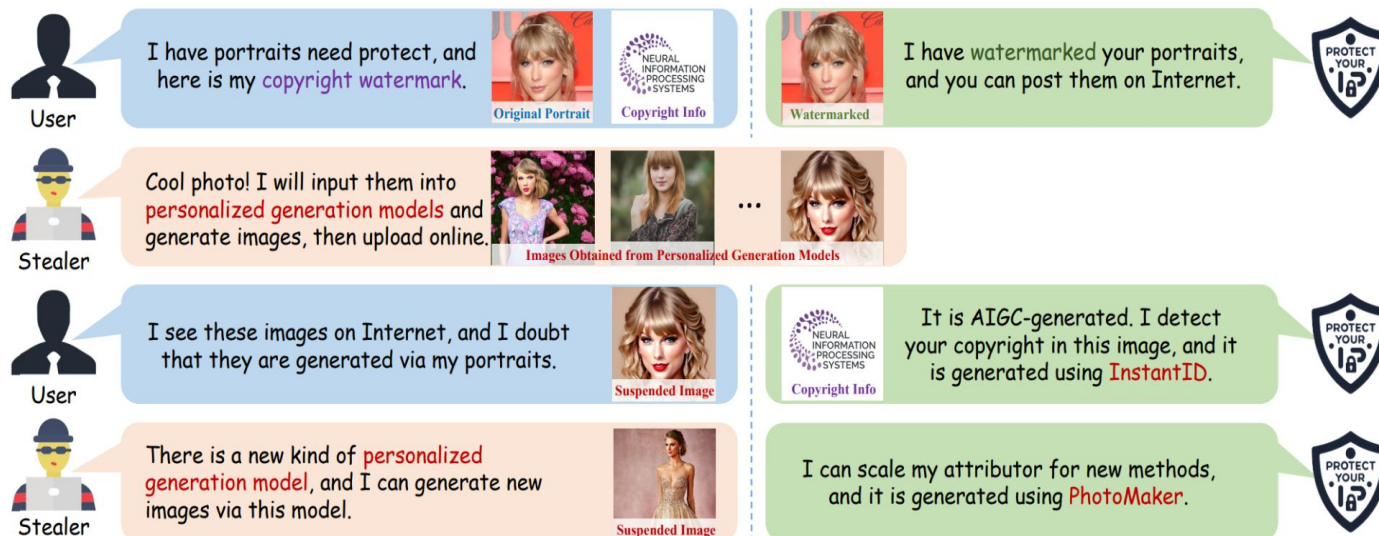 I have portraits need protect, and
here is my copyright watermark.
Original Portrait
NEURAL
INFORMATION
PROCESSING
SYSTEMS
Copyright Info
User
Watermarked
I have watermarked your portraits,
and you can post them on Internet.
PROTECT
YOUR
IP
Cool photo! I will input them into
personalized generation models and
generate images, then upload online.
...
Images Obtained from Personalized Generation Models
Stealer
I see these images on Internet, and I doubt
that they are generated via my portraits.
Suspended Image
User
NEURAL
INFORMATION
PROCESSING
SYSTEMS
Copyright Info
It is AIGC-generated. I detect
your copyright in this image, and it
is generated using InstantID.
PROTECT
YOUR
IP
There is a new kind of personalized
generation model, and I can generate new
images via this model.
Suspended Image
Stealer
I can scale my attributor for new methods,
and it is generated using PhotoMaker.
PROTECT
YOUR
IP